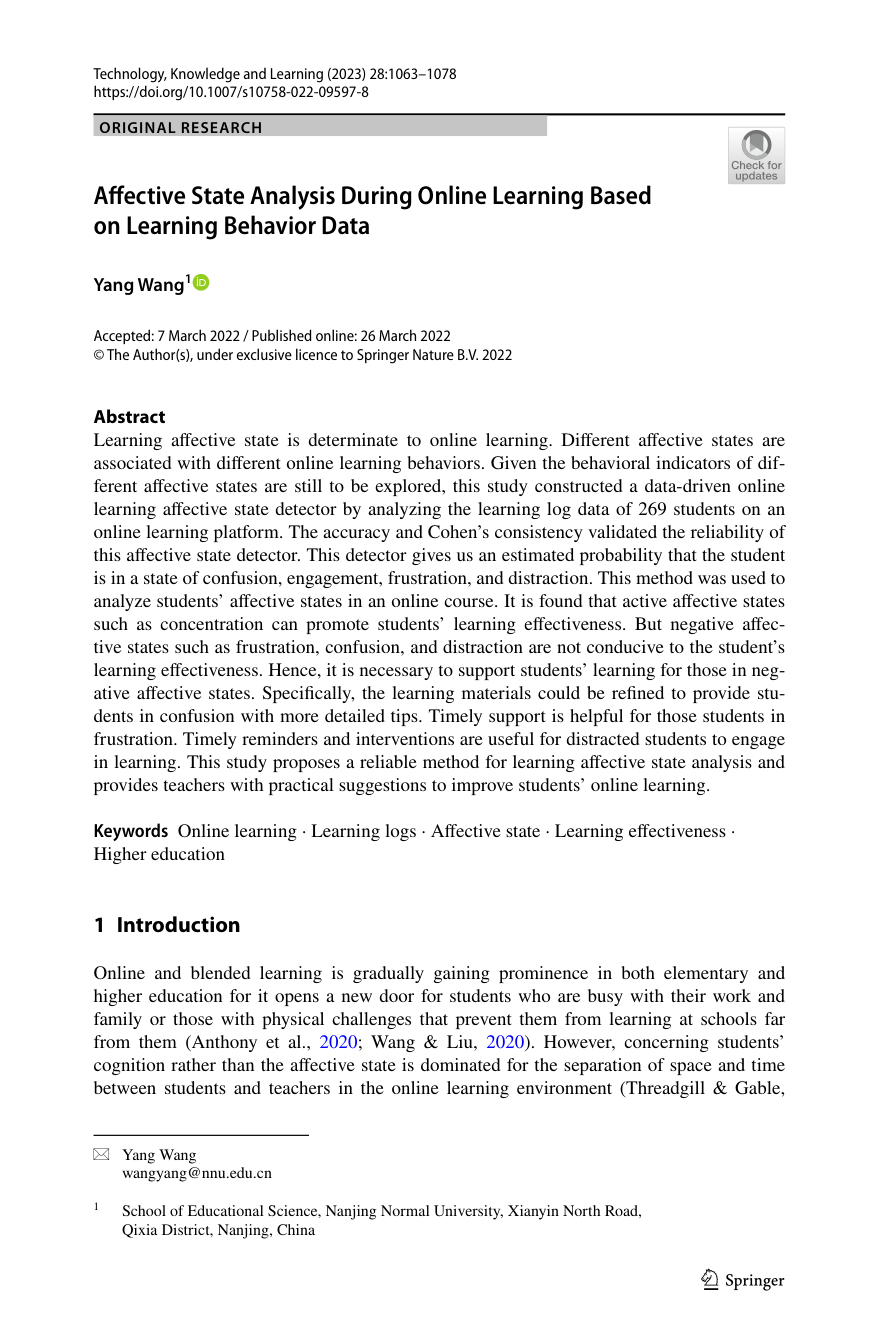 Technology, Knowledge and Learning (2023) 28:1063–1078
https://doi.org/10.1007/s10758-022-09597-8
ORIGINAL RESEARCH
Check for
updates
Affective State Analysis During Online Learning Based
on Learning Behavior Data
Yang Wang1 iD
Accepted: 7 March 2022 / Published online: 26 March 2022
© The Author(s), under exclusive licence to Springer Nature B.V. 2022
Abstract
Learning affective state is determinate to online learning. Different affective states are
associated with different online learning behaviors. Given the behavioral indicators of dif-
ferent affective states are still to be explored, this study constructed a data-driven online
learning affective state detector by analyzing the learning log data of 269 students on an
online learning platform. The accuracy and Cohen's consistency validated the reliability of
this affective state detector. This detector gives us an estimated probability that the student
is in a state of confusion, engagement, frustration, and distraction. This method was used to
analyze students' affective states in an online course. It is found that active affective states
such as concentration can promote students' learning effectiveness. But negative affec-
tive states such as frustration, confusion, and distraction are not conducive to the student's
learning effectiveness. Hence, it is necessary to support students' learning for those in neg-
ative affective states. Specifically, the learning materials could be refined to provide stu-
dents in confusion with more detailed tips. Timely support is helpful for those students in
frustration. Timely reminders and interventions are useful for distracted students to engage
in learning. This study proposes a reliable method for learning affective state analysis and
provides teachers with practical suggestions to improve students' online learning.
Keywords Online learning · Learning logs · Affective state · Learning effectiveness ·
Higher education
1 Introduction
Online and blended learning is gradually gaining prominence in both elementary and
higher education for it opens a new door for students who are busy with their work and
family or those with physical challenges that prevent them from learning at schools far
from them (Anthony et al., 2020; Wang & Liu, 2020). However, concerning students'
cognition rather than the affective state is dominated for the separation of space and time
between students and teachers in the online learning environment (Threadgill & Gable,
Yang Wang
wangyang@nnu.edu.cn
1 School of Educational Science, Nanjing Normal University, Xianyin North Road,
Qixia District, Nanjing, China
Springer